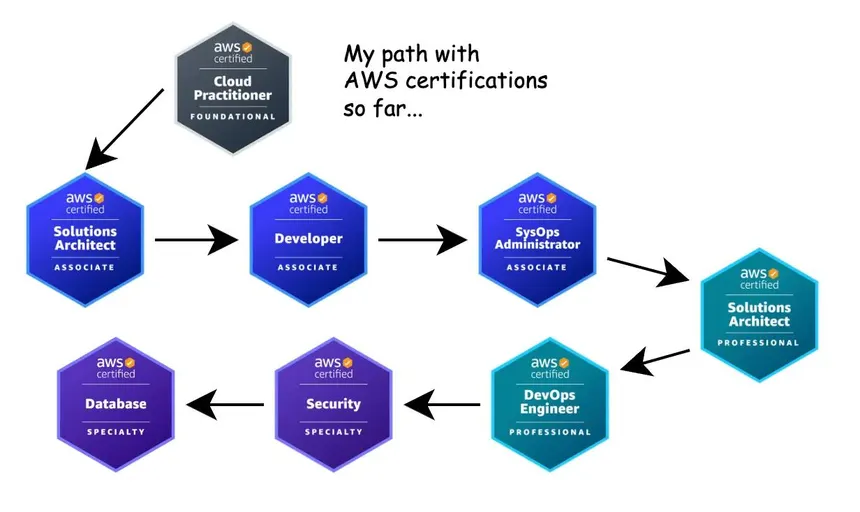 My path with
AWS certifications
so far...
aws
certified
Cloud
Practitioner
FOUNDATIONAL
aws
certified
Solutions
Architect
ASSOCIATE
aws
certified
Developer
ASSOCIATE
aws
certified
SysOps
Administrator
ASSOCIATE
aws
certified
Solutions
Architect
PROFESSIONAL
aws
certified
DevOps
Engineer
PROFESSIONAL
aws
certified
Security
SPECIALTY
aws
certified
Database
SPECIALTY